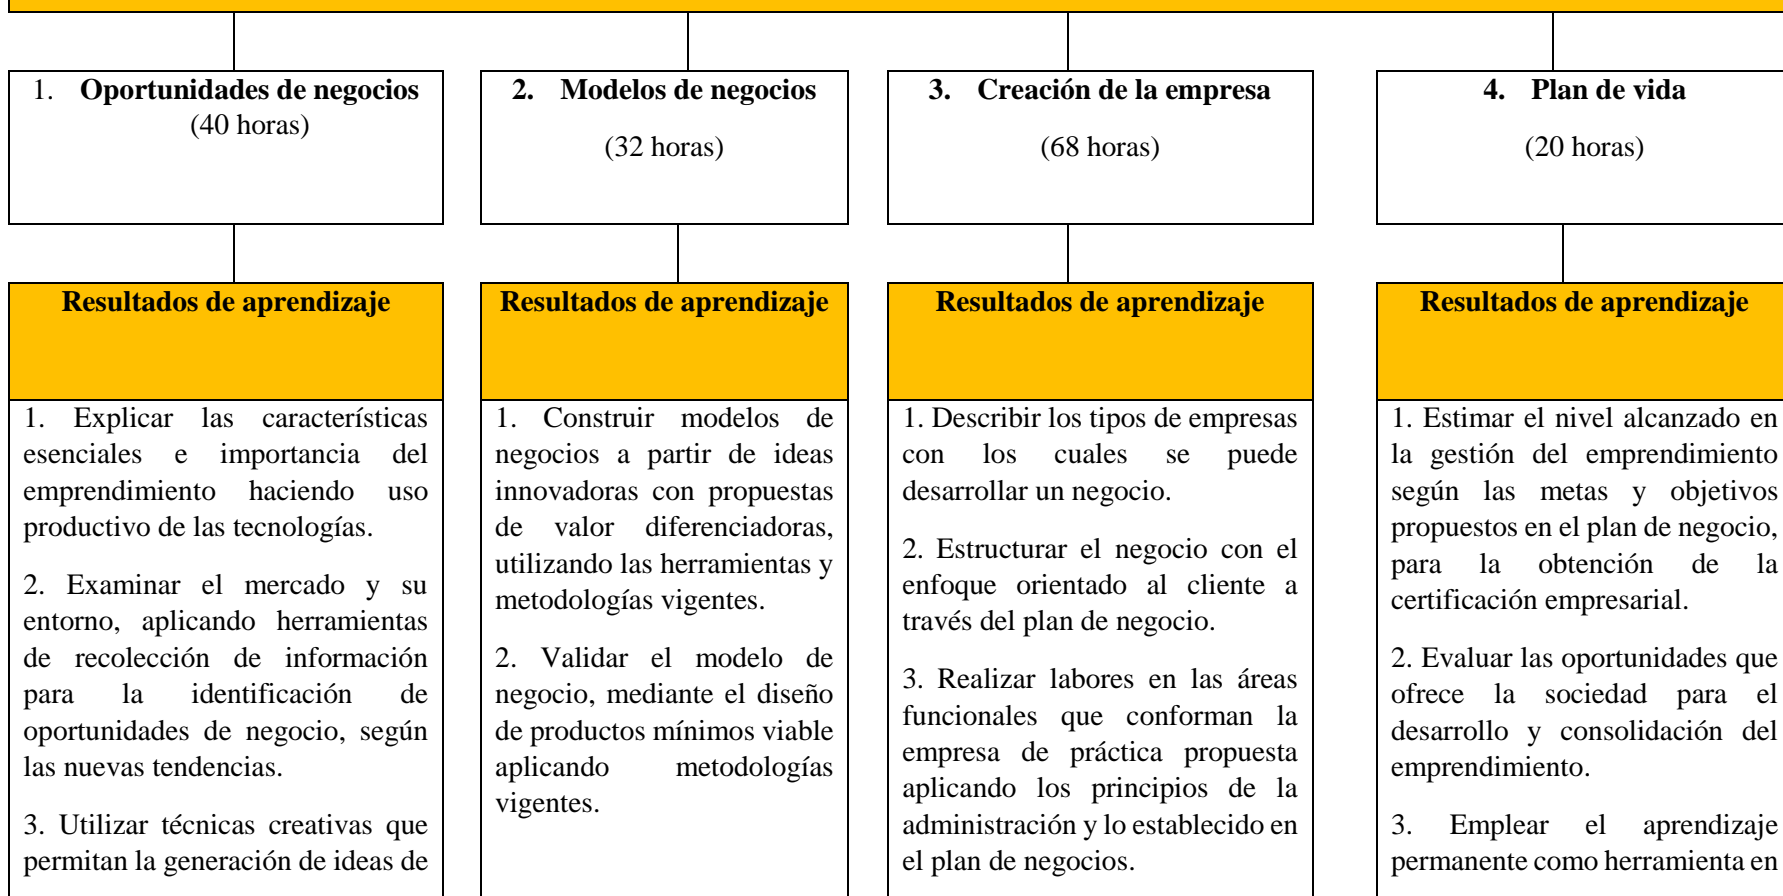 1. Oportunidades de negocios
(40 horas)
2. Modelos de negocios
(32 horas)
3. Creación de la empresa
(68 horas)
4. Plan de vida
(20 horas)
Resultados de aprendizaje
1. Explicar las características
esenciales e importancia del
emprendimiento haciendo uso
productivo de las tecnologías.
2. Examinar el mercado y su
entorno, aplicando herramientas
de recolección de información
para la identificación de
oportunidades de negocio, según
las nuevas tendencias.
3. Utilizar técnicas creativas que
permitan la generación de ideas de
Resultados de aprendizaje
1. Construir modelos de
negocios a partir de ideas
innovadoras con propuestas
de valor diferenciadoras,
utilizando las herramientas y
metodologías vigentes.
2. Validar el modelo de
negocio, mediante el diseño
de productos mínimos viable
aplicando metodologías
vigentes.
Resultados de aprendizaje
1. Describir los tipos de empresas
con los cuales se puede
desarrollar un negocio.
2. Estructurar el negocio con el
enfoque orientado al cliente a
través del plan de negocio.
3. Realizar labores en las áreas
funcionales que conforman la
empresa de práctica propuesta
aplicando los principios de la
administración y lo establecido en
el plan de negocios.
Resultados de aprendizaje
1. Estimar el nivel alcanzado en
la gestión del emprendimiento
según las metas y objetivos
propuestos en el plan de negocio,
para la obtención de la
certificación empresarial.
2. Evaluar las oportunidades que
ofrece la sociedad para el
desarrollo y consolidación del
emprendimiento.
3. Emplear el aprendizaje
permanente como herramienta en